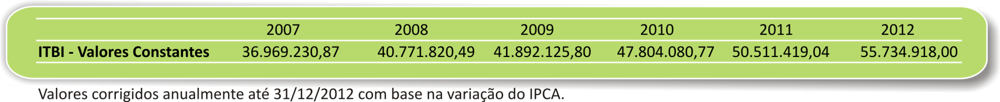 2007 2008 2009 2010 2011 2012
ITBI - Valores Constantes 36.969.230,87 40.771.820,49 41.892.125,80 47.804.080,77 50.511.419,04 55.734.918,00
Valores corrigidos anualmente até 31/12/2012 com base na variação do IPCA.